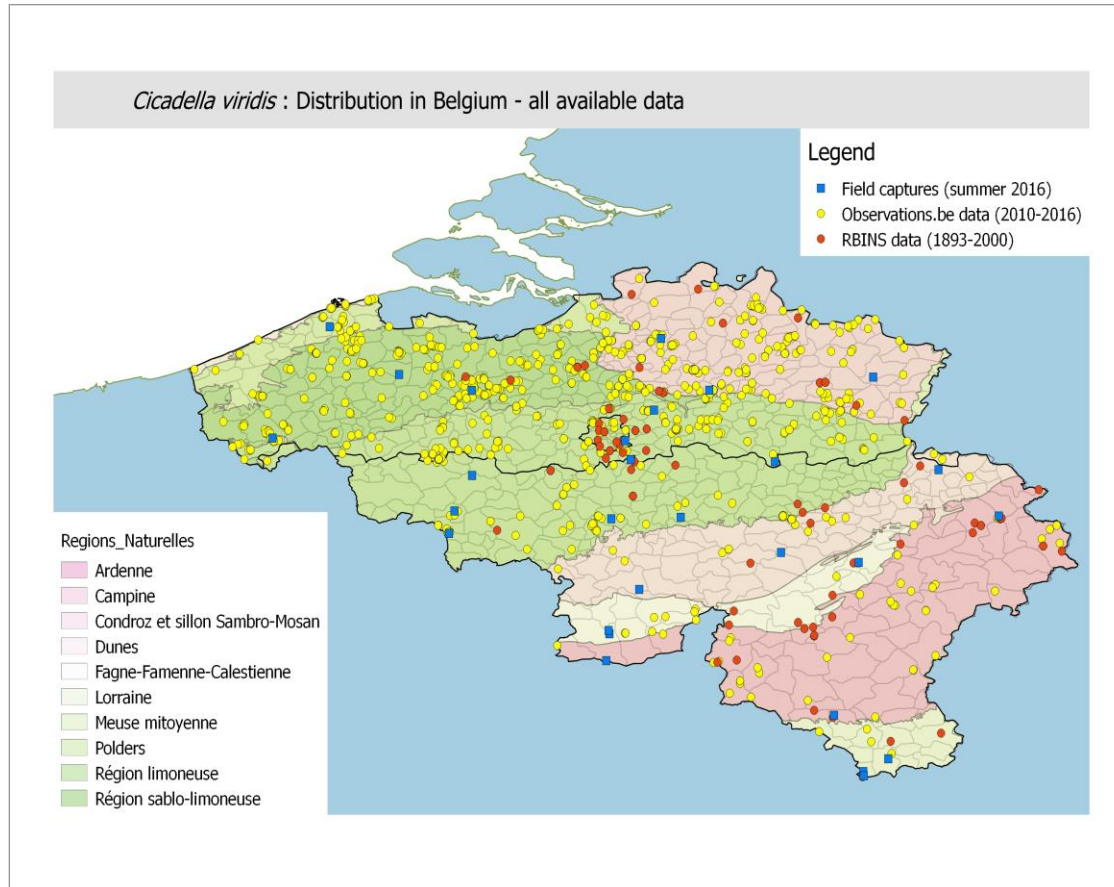 Cicadella viridis : Distribution in Belgium - all available data
Legend
Field captures (summer 2016)
Observations.be data (2010-2016)
RBINS data (1893-2000)
Regions_Naturelles
Ardenne
Campine
Condroz et sillon Sambro-Mosan
Dunes
Fagne-Famenne-Calestienne
Lorraine
Meuse mitoyenne
Polders
Région limoneuse
Région sablo-limoneuse